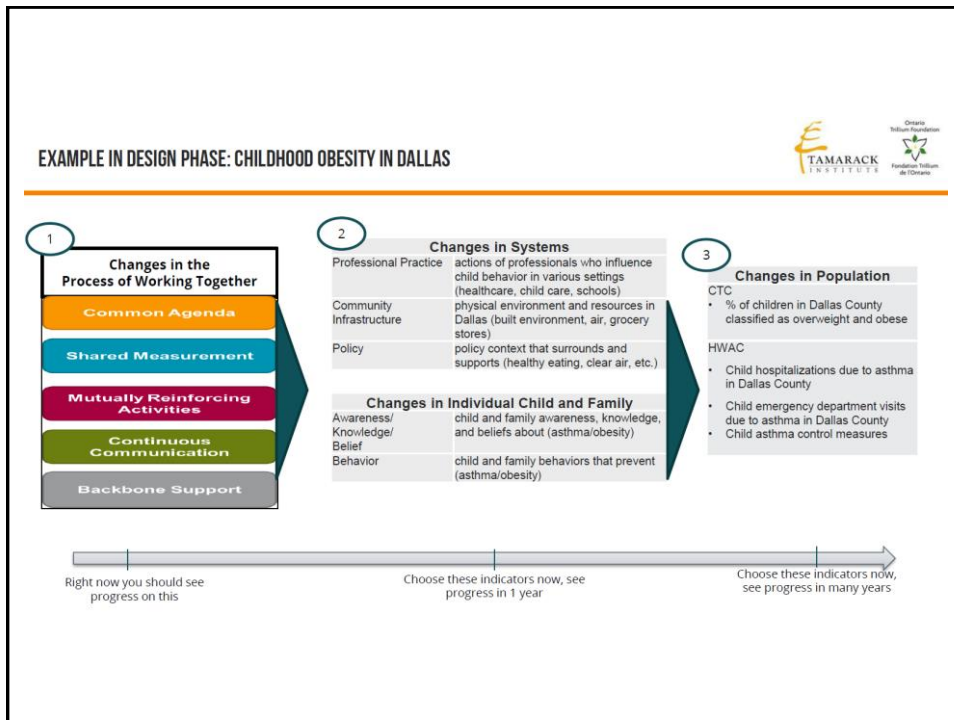 EXAMPLE IN DESIGN PHASE: CHILDHOOD OBESITY IN DALLAS
TAMARACK
INSTITUTE
Ontario
Trillium Foundation
Fondation Trillium
de l'Ontario
1
Changes in the
Process of Working Together
Common Agenda
Shared Measurement
Mutually Reinforcing
Activities
Continuous
Communication
Backbone Support
2
Changes in Systems
Professional Practice
actions of professionals who influence
child behavior in various settings
(healthcare, child care, schools)
Community
Infrastructure
physical environment and resources in
Dallas (built environment, air, grocery
stores)
Policy
policy context that surrounds and
supports (healthy eating, clear air, etc.)
Changes in Individual Child and Family
Awareness/
Knowledge/
Belief
child and family awareness, knowledge,
and beliefs about (asthma/obesity)
Behavior
child and family behaviors that prevent
(asthma/obesity)
3
Changes in Population
CTC
• % of children in Dallas County
classified as overweight and obese
HWAC
• Child hospitalizations due to asthma
in Dallas County
• Child emergency department visits
due to asthma in Dallas County
• Child asthma control measures
Right now you should see
progress on this
Choose these indicators now, see
progress in 1 year
Choose these indicators now,
see progress in many years